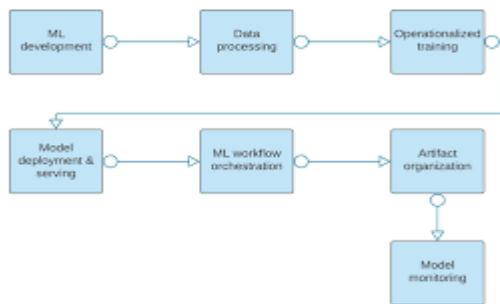 ML
development
Data
processing
Operationalized
training
Model
deployment &
serving
ML workflow
orchestration
Artifact
organization
Model
monitoring